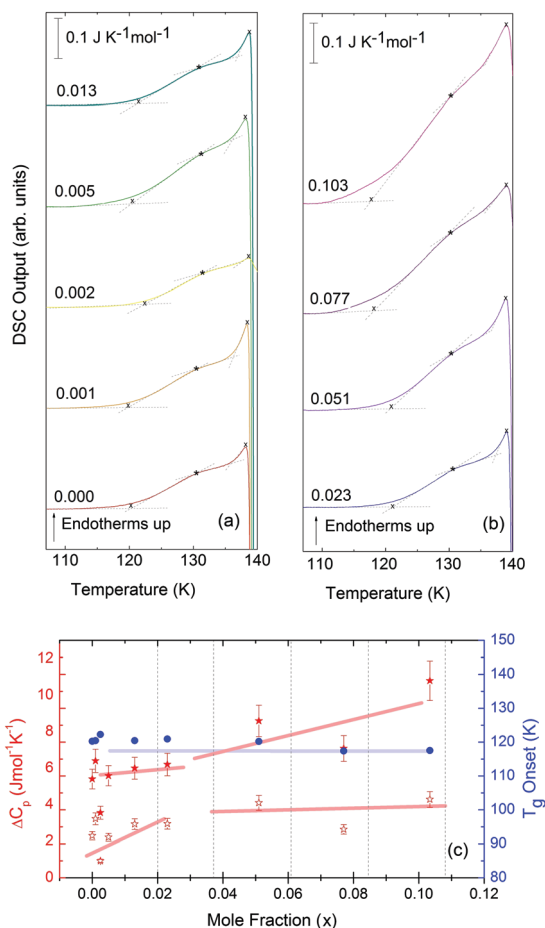 0.1 J K-1mol-1
0.013
0.005
0.002
0.001
0.000
Endotherms up
(a)
110 120 130 140
Temperature (K)
DSC Output (arb. units)
0.1 J K-1mol-1
0.103
0.077
0.051
0.023
Endotherms up
(b)
110 120 130 140
Temperature (K)
12
10
8
6
4
2
0
ΔCp (Jmol-1K-1)
150
140
130
120
110
100
90
80
Tg Onset (K)
(c)
0.00 0.02 0.04 0.06 0.08 0.10 0.12
Mole Fraction (x)